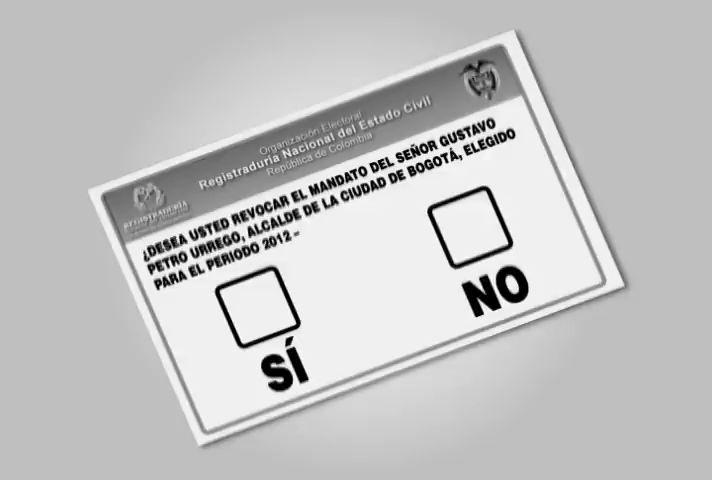 Organización Electoral
Registraduría Nacional del Estado Civil
República de Colombia
REGISTRADURÍA
¿DESEA USTED REVOCAR EL MANDATO DEL SEÑOR GUSTAVO
PETRO URREGO, ALCALDE DE LA CIUDAD DE BOGOTÁ, ELEGIDO
PARA EL PERIODO 2012 –
SÍ
NO